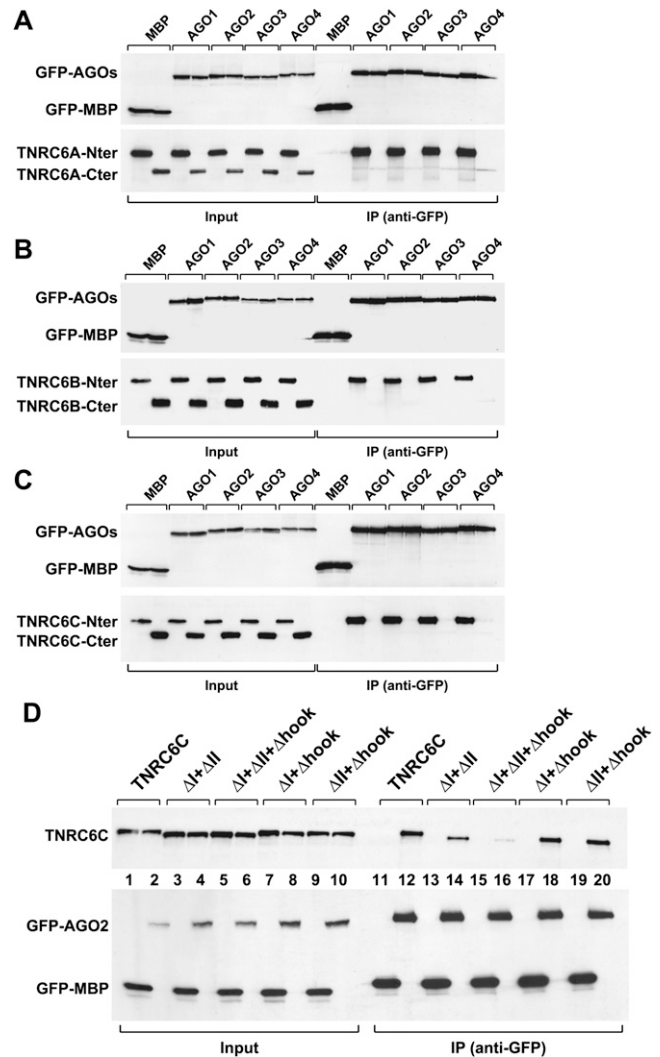 A
MBP AGO1 AGO2 AGO3 AGO4 MBP AGO1 AGO2 AGO3 AGO4
GFP-AGOs
GFP-MBP
TNRC6A-Nter
TNRC6A-Cter
Input IP (anti-GFP)
B
MBP AGO1 AGO2 AGO3 AGO4 MBP AGO1 AGO2 AGO3 AGO4
GFP-AGOs
GFP-MBP
TNRC6B-Nter
TNRC6B-Cter
Input IP (anti-GFP)
C
MBP AGO1 AGO2 AGO3 AGO4 MBP AGO1 AGO2 AGO3 AGO4
GFP-AGOs
GFP-MBP
TNRC6C-Nter
TNRC6C-Cter
Input IP (anti-GFP)
D
TNRC6C ΔI+ΔII ΔI+ΔII+Δhook ΔI+Δhook ΔII+Δhook TNRC6C ΔI+ΔII ΔI+ΔII+Δhook ΔI+Δhook ΔII+Δhook
TNRC6C
1 2 3 4 5 6 7 8 9 10 11 12 13 14 15 16 17 18 19 20
GFP-AGO2
GFP-MBP
Input IP (anti-GFP)